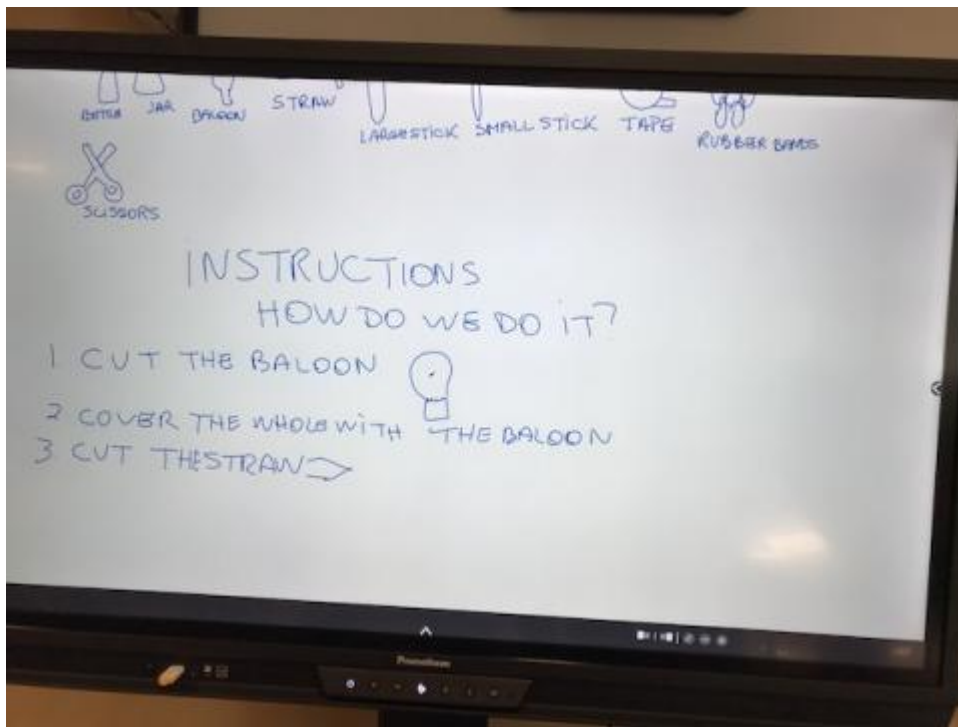 JAR BALOON STRAW LARGE STICK SMALL STICK TAPE RUBBER BANDS
SCISSORS
INSTRUCTIONS
HOW DO WE DO IT?
1 CUT THE BALOON
2 COVER THE WHOLE WITH THE BALOON
3 CUT THE STRAW
Promethean